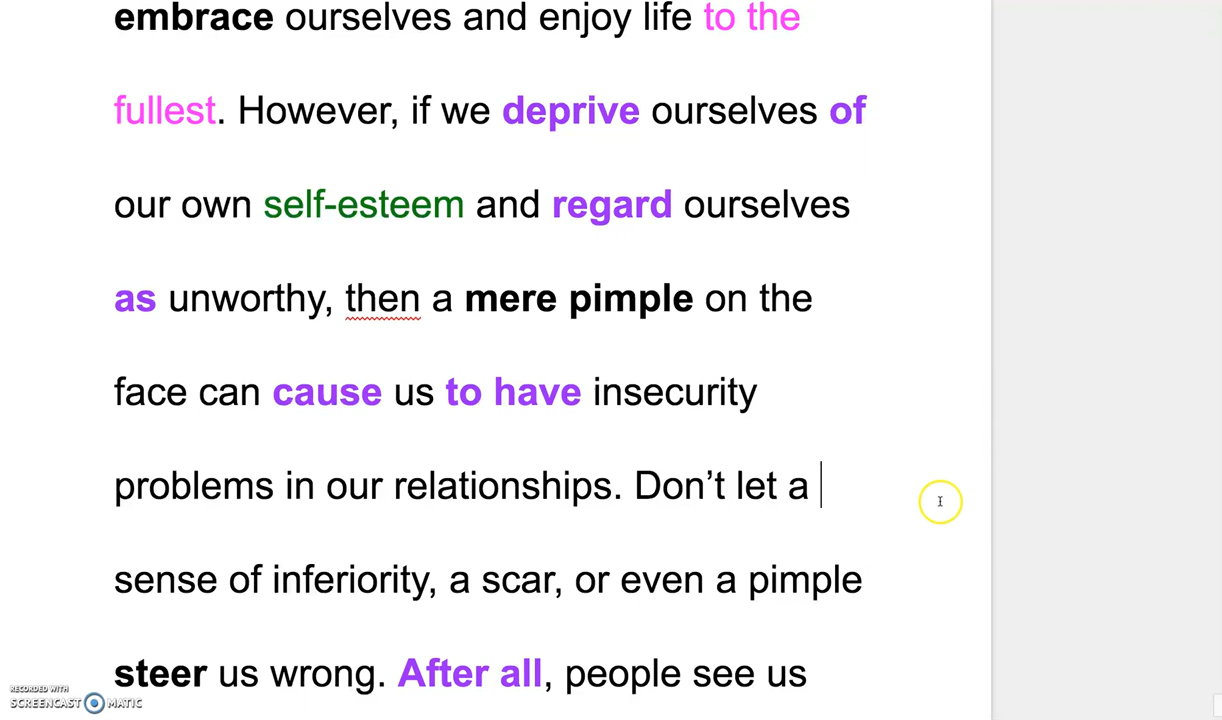 embrace ourselves and enjoy life to the
fullest. However, if we deprive ourselves of
our own self-esteem and regard ourselves
as unworthy, then a mere pimple on the
face can cause us to have insecurity
problems in our relationships. Don’t let a
sense of inferiority, a scar, or even a pimple
steer us wrong. After all, people see us
RECORDED WITH
SCREENCAST MATIC